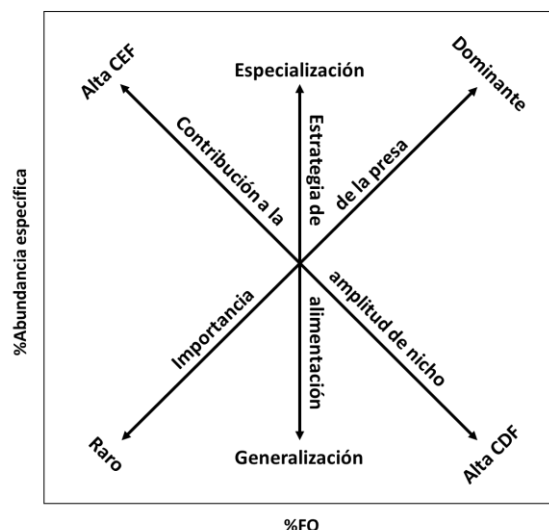 Alta CEF
Especialización
Dominante
Contribución a la
Estrategia de
de la presa
%Abundancia específica
Importancia
alimentación
amplitud de nicho
Raro
Generalización
Alta CDF
%FO